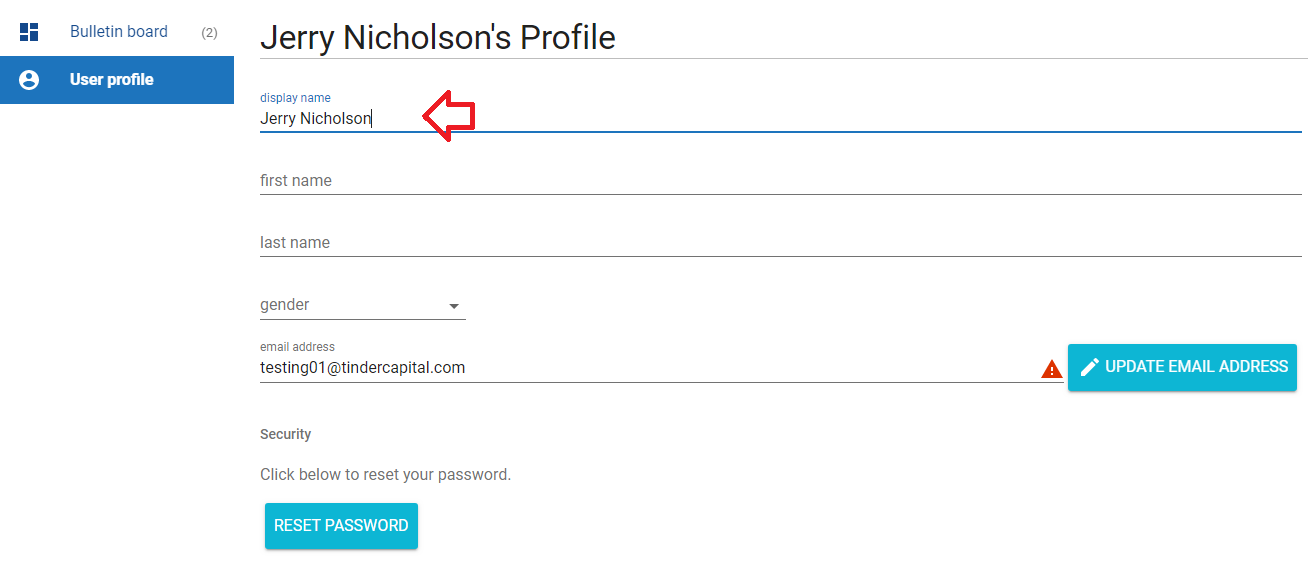 Bulletin board (2)
User profile
Jerry Nicholson's Profile
display name
Jerry Nicholson
first name
last name
gender
email address
testing01@tindercapital.com
UPDATE EMAIL ADDRESS
Security
Click below to reset your password.
RESET PASSWORD